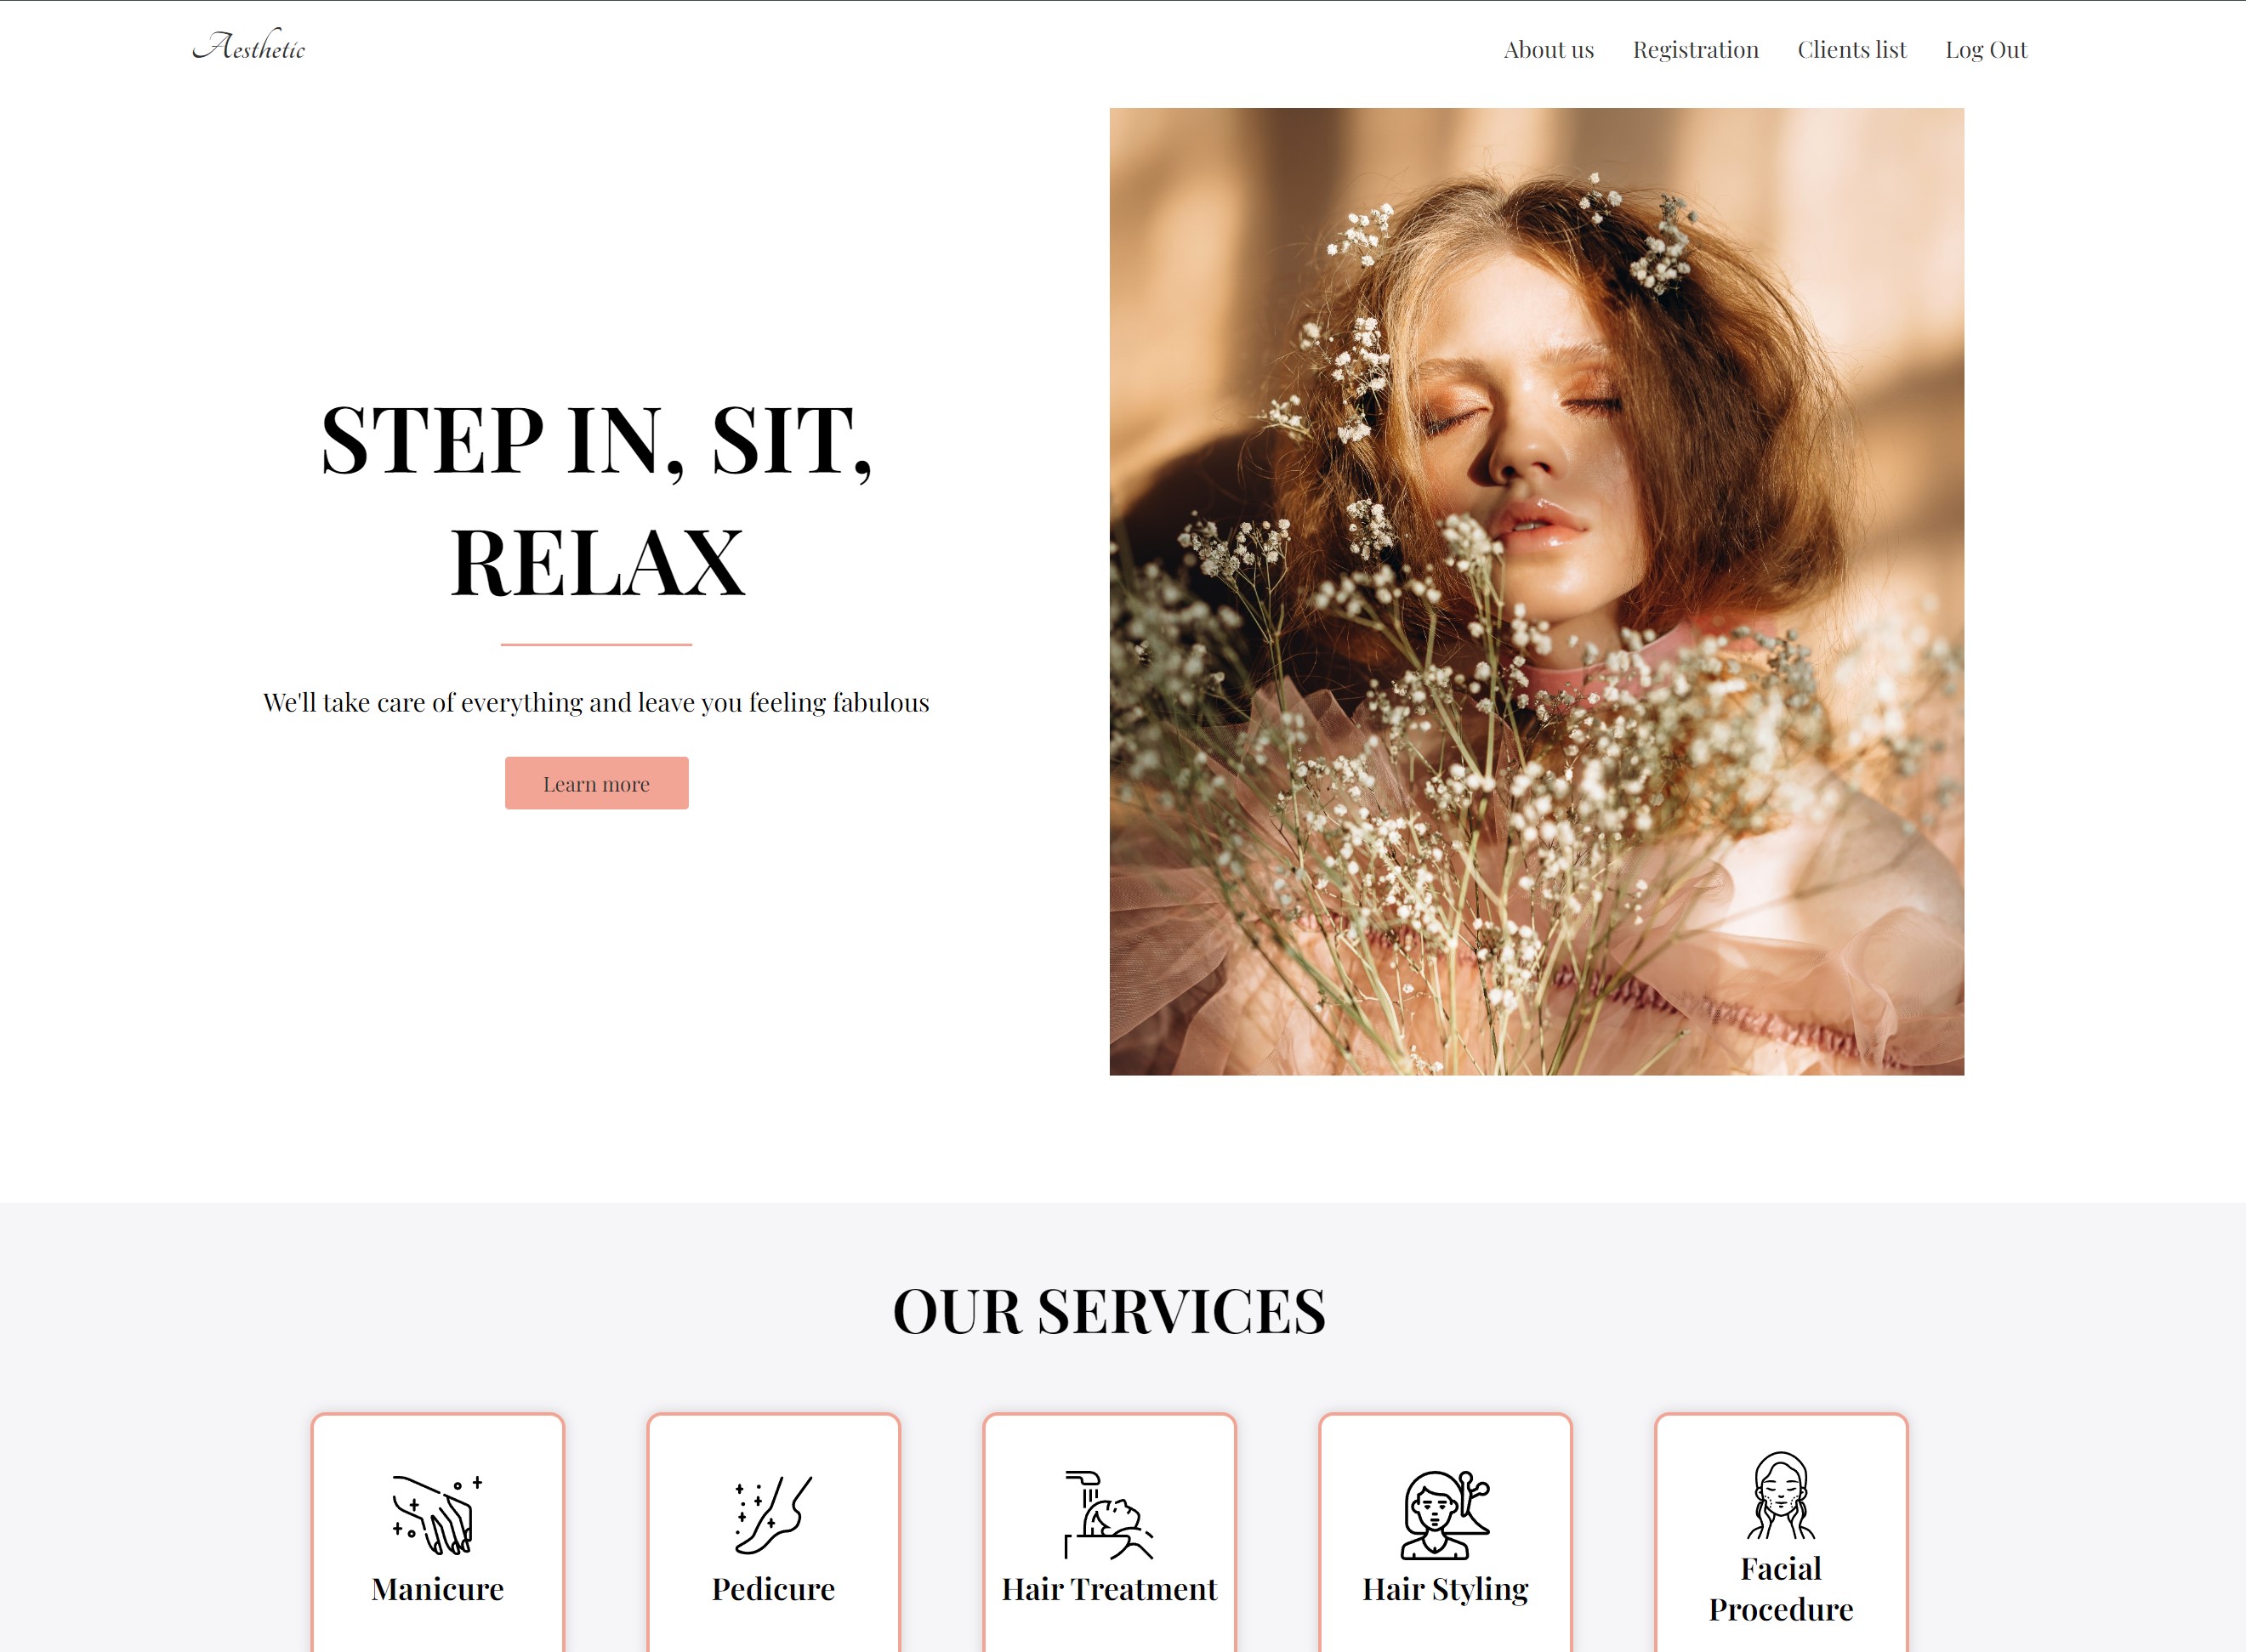 Aesthetic
About us
Registration
Clients list
Log Out
STEP IN, SIT,
RELAX
We'll take care of everything and leave you feeling fabulous
Learn more
OUR SERVICES
Manicure
Pedicure
Hair Treatment
Hair Styling
Facial
Procedure